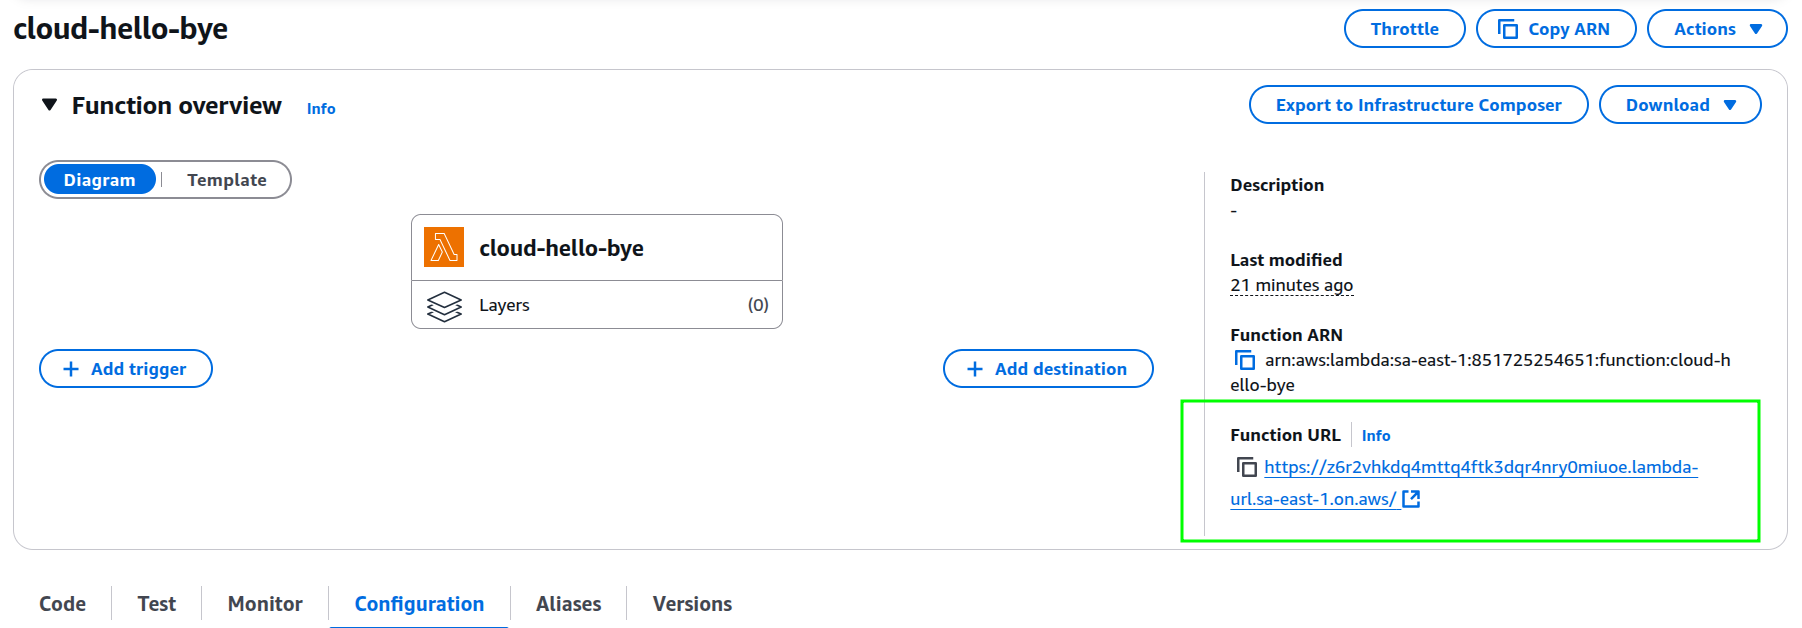 cloud-hello-bye
Throttle
Copy ARN
Actions
Function overview
Info
Export to Infrastructure Composer
Download
Diagram
Template
cloud-hello-bye
Layers
(0)
Add trigger
Add destination
Description
-
Last modified
21 minutes ago
Function ARN
arn:aws:lambda:sa-east-1:851725254651:function:cloud-h
ello-bye
Function URL
Info
https://z6r2vhkdq4mttq4ftk3dqr4nry0miuoe.lambda-
url.sa-east-1.on.aws/
Code
Test
Monitor
Configuration
Aliases
Versions